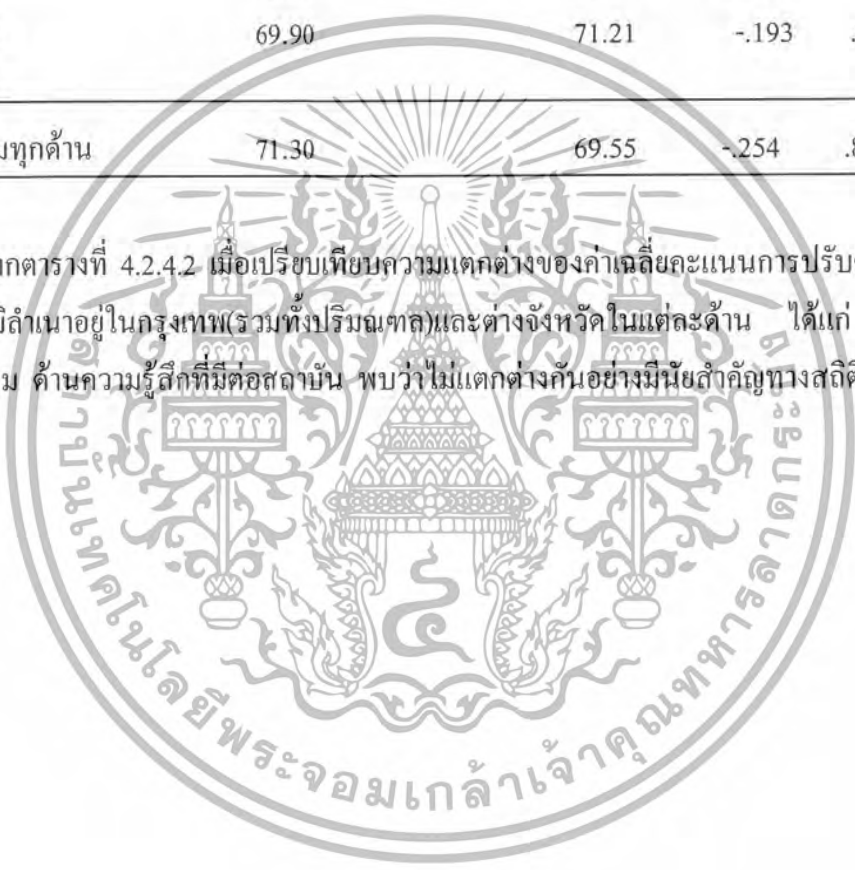 69.90 71.21 -.193 .
มทุกด้าน 71.30 69.55 -.254 .8
กตารางที่ 4.2.4.2 เมื่อเปรียบเทียบความแตกต่างของค่าเฉลี่ยคะแนนการปรับ
มิลำเนาอยู่ในกรุงเทพ(รวมทั้งปริมณฑล)และต่างจังหวัดในแต่ละด้าน ได้แก่
ม ด้านความรู้สึกที่มีต่อสถาบัน พบว่าไม่แตกต่างกันอย่างมีนัยสำคัญทางสถิติ
สถาบันเทคโนโลยีพระจอมเกล้าเจ้าคุณทหารลาดกระบัง